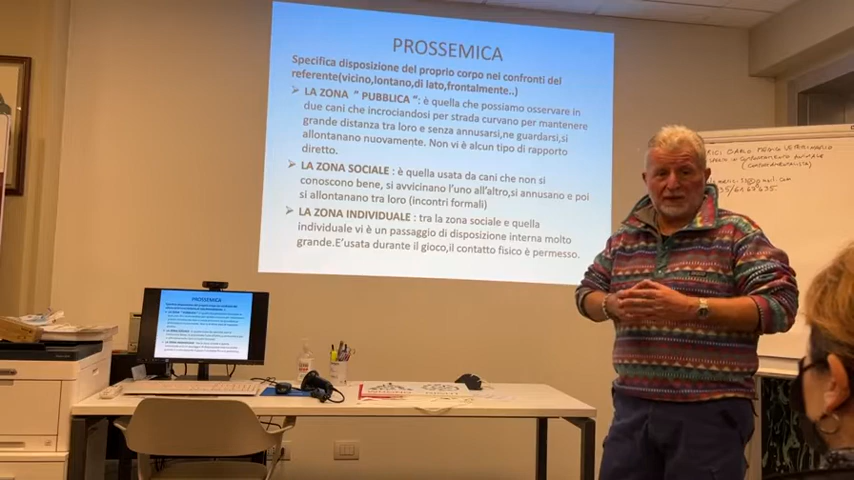 PROSSEMICA
Specifica disposizione del proprio corpo nei confronti del
referente(vicino,lontano,di lato,frontalmente..)
➢ LA ZONA " PUBBLICA ": è quella che possiamo osservare in
due cani che incrociandosi per strada curvano per mantenere
grande distanza tra loro e senza annusarsi,ne guardarsi,si
allontanano nuovamente. Non vi è alcun tipo di rapporto
diretto.
➢ LA ZONA SOCIALE : è quella usata da cani che non si
conoscono bene, si avvicinano l'uno all'altro,si annusano e poi
si allontanano tra loro (incontri formali)
➢ LA ZONA INDIVIDUALE : tra la zona sociale e quella
individuale vi è un passaggio di disposizione interna molto
grande.E'usata durante il gioco,il contatto fisico è permesso.
PROSSEMICA